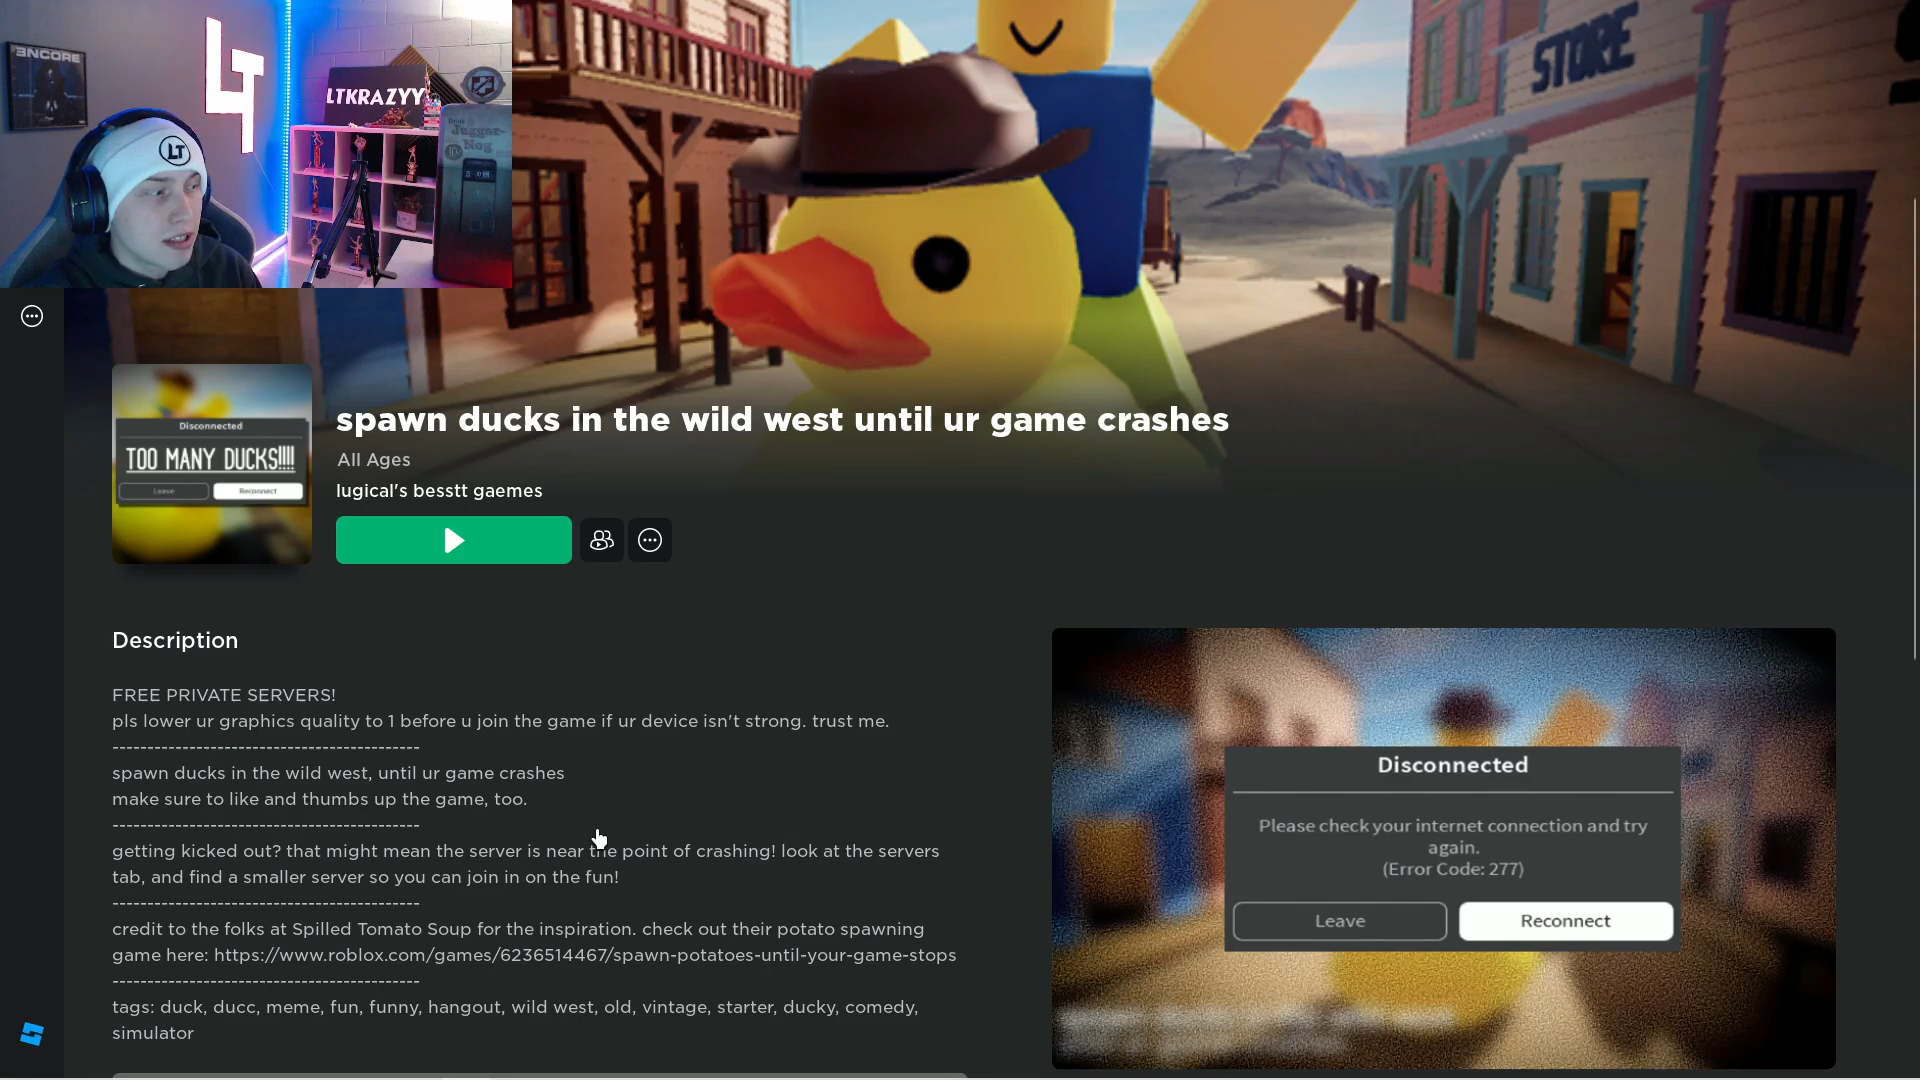 ENCORE
LT
LTKRAZYY
LT
Jugger-
Nog
STORE
Disconnected
TOO MANY DUCKS!!!!
Leave
Reconnect
spawn ducks in the wild west until ur game crashes
All Ages
lugical's besstt gaemes
Description
FREE PRIVATE SERVERS!
pls lower ur graphics quality to 1 before u join the game if ur device isn't strong. trust me.
--------------------------------------------
spawn ducks in the wild west, until ur game crashes
make sure to like and thumbs up the game, too.
--------------------------------------------
getting kicked out? that might mean the server is near the point of crashing! look at the servers
tab, and find a smaller server so you can join in on the fun!
--------------------------------------------
credit to the folks at Spilled Tomato Soup for the inspiration. check out their potato spawning
game here: https://www.roblox.com/games/6236514467/spawn-potatoes-until-your-game-stops
--------------------------------------------
tags: duck, ducc, meme, fun, funny, hangout, wild west, old, vintage, starter, ducky, comedy,
simulator
Disconnected
Please check your internet connection and try
again.
(Error Code: 277)
Leave
Reconnect